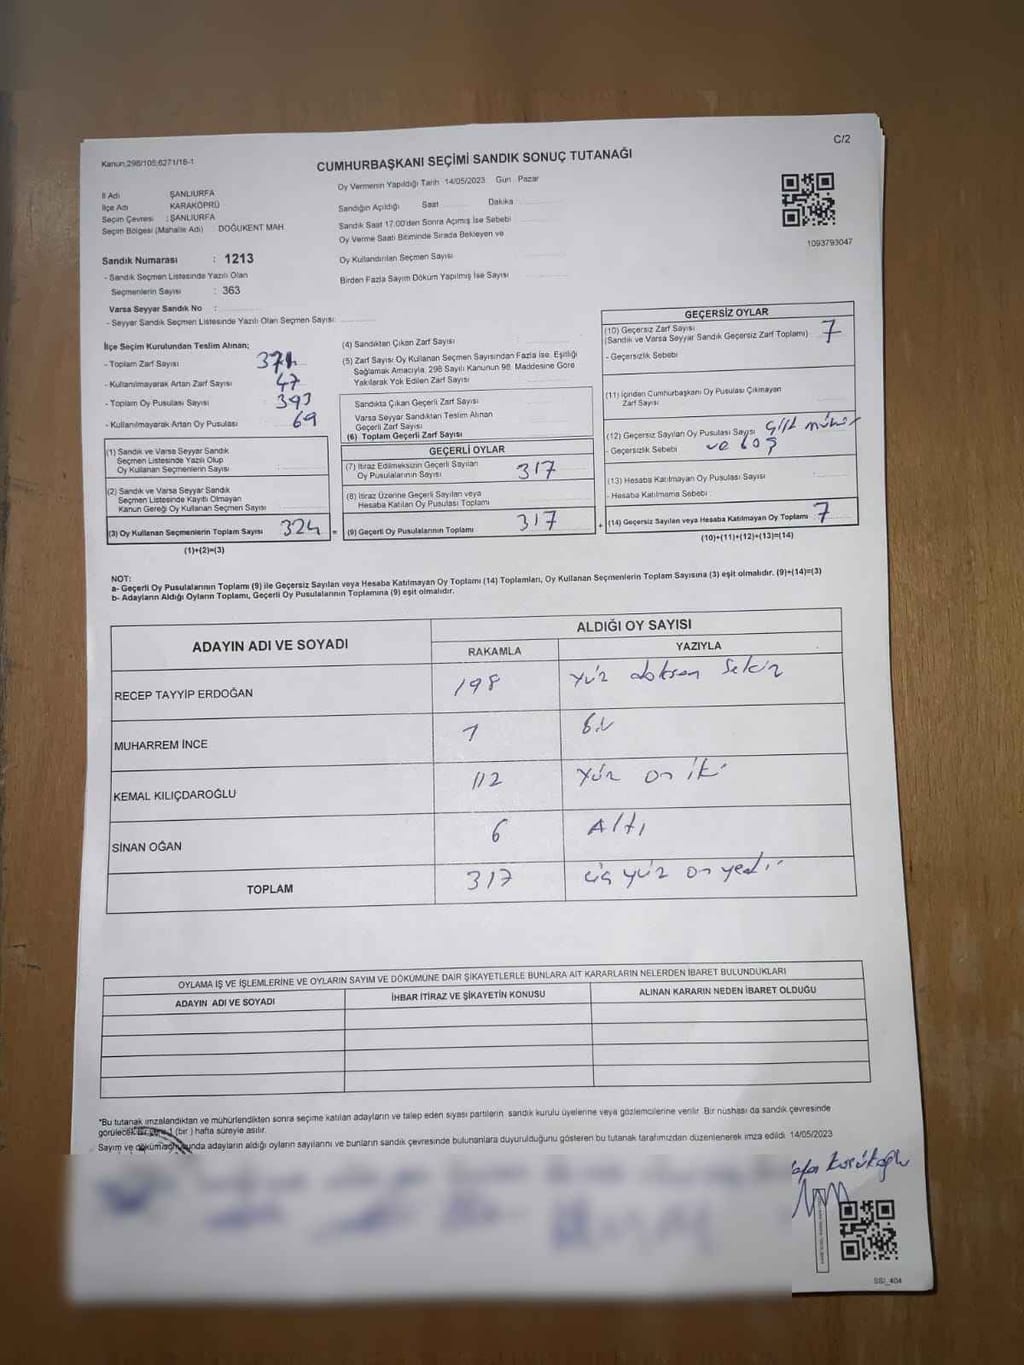 C/2
Kanun:298/105;6271/18-1
CUMHURBAŞKANI SEÇİMİ SANDIK SONUÇ TUTANAĞI
İl Adı ŞANLIURFA
İlçe Adı KARAKÖPRÜ
Seçim Çevresi : ŞANLIURFA
Seçim Bölgesi (Mahalle Adı) : DOĞUKENT MAH.
Sandık Numarası : 1213
- Sandık Seçmen Listesinde Yazılı Olan
Seçmenlerin Sayısı : 363
Varsa Seyyar Sandık No :
- Seyyar Sandık Seçmen Listesinde Yazılı Olan Seçmen Sayısı:
Oy Vermenin Yapıldığı Tarih 14/05/2023 Gün Pazar
Sandığın Açıldığı Saat Dakika
Sandık Saat 17:00'den Sonra Açımış İse Sebebi
Oy Verme Saati Bitiminde Sırada Bekleyen ve
Oy Kullandırılan Seçmen Sayısı
Birden Fazla Sayım Döküm Yapılmış İse Sayısı
1093793047
İlçe Seçim Kurulundan Teslim Alınan;
- Toplam Zarf Sayısı
- Kullanılmayarak Artan Zarf Sayısı 47
- Toplam Oy Pusulası Sayısı 393
- Kullanılmayarak Artan Oy Pusulası 69
(1) Sandık ve Varsa Seyyar Sandık
Seçmen Listesinde Yazılı Olup
Oy Kullanan Seçmenlerin Sayısı
(2) Sandık ve Varsa Seyyar Sandık
Seçmen Listesinde Kayıtlı Olmayan
Kanun Gereği Oy Kullanan Seçmen Sayısı
(3) Oy Kullanan Seçmenlerin Toplam Sayısı 324 =
(1)+(2)=(3)
(4) Sandıktan Çıkan Zarf Sayısı
(5) Zarf Sayısı Oy Kullanan Seçmen Sayısından Fazla İse, Eşitliği
Sağlamak Amacıyla, 298 Sayılı Kanunun 98. Maddesine Göre
Yakılarak Yok Edilen Zarf Sayısı
Sandıkta Çıkan Geçerli Zarf Sayısı
Varsa Seyyar Sandıktan Teslim Alınan
Geçerli Zarf Sayısı
(6) Toplam Geçerli Zarf Sayısı
GEÇERLİ OYLAR
(7) İtiraz Edilmeksizin Geçerli Sayılan
Oy Pusulalarının Sayısı 317
(8) İtiraz Üzerine Geçerli Sayılan veya
Hesaba Katılan Oy Pusulası Toplamı
(9) Geçerli Oy Pusulalarının Toplamı 317 +
GEÇERSİZ OYLAR
(10) Geçersiz Zarf Sayısı
(Sandık ve Varsa Seyyar Sandık Geçersiz Zarf Toplamı) 7
- Geçersizlik Sebebi
(11) İçinden Cumhurbaşkanı Oy Pusulası Çıkmayan
Zarf Sayısı
(12) Geçersiz Sayılan Oy Pusulası Sayısı çift mühür
- Geçersizlik Sebebi ve boş
(13) Hesaba Katılmayan Oy Pusulası Sayısı
- Hesaba Katılmama Sebebi
(14) Geçersiz Sayılan veya Hesaba Katılmayan Oy Toplamı 7
(10)+(11)+(12)+(13)=(14)
NOT:
a- Geçerli Oy Pusulalarının Toplamı (9) ile Geçersiz Sayılan veya Hesaba Katılmayan Oy Toplamı (14) Toplamları, Oy Kullanan Seçmenlerin Toplam Sayısına (3) eşit olmalıdır. (9)+(14)=(3)
b- Adayların Aldığı Oyların Toplamı, Geçerli Oy Pusulalarının Toplamına (9) eşit olmalıdır.
ADAYIN ADI VE SOYADI ALDIĞI OY SAYISI
RAKAMLA YAZIYLA
RECEP TAYYİP ERDOĞAN 198 yüz doksan sekiz
MUHARREM İNCE 1 bir
KEMAL KILIÇDAROĞLU 112 yüz on iki
SİNAN OĞAN 6 Altı
TOPLAM 317 üç yüz on yedi
OYLAMA İŞ VE İŞLEMLERİNE VE OYLARIN SAYIM VE DÖKÜMÜNE DAİR ŞİKAYETLERLE BUNLARA AİT KARARLARIN NELERDEN İBARET BULUNDUKLARI
ADAYIN ADI VE SOYADI İHBAR İTİRAZ VE ŞİKAYETİN KONUSU ALINAN KARARIN NEDEN İBARET OLDUĞU
*Bu tutanak imzalandıktan ve mühürlendikten sonra seçime katılan adayların ve talep eden siyasi partilerin sandık kurulu üyelerine veya gözlemcilerine verilir. Bir nüshası da sandık çevresinde
görülecek bir yere 1 (bir ) hafta süreyle asılır.
Sayım ve dökümü sonunda adayların aldığı oyların sayılarını ve bunların sandık çevresinde bulunanlara duyurulduğunu gösteren bu tutanak tarafımızdan düzenlenerek imza edildi. 14/05/2023
SSI_404